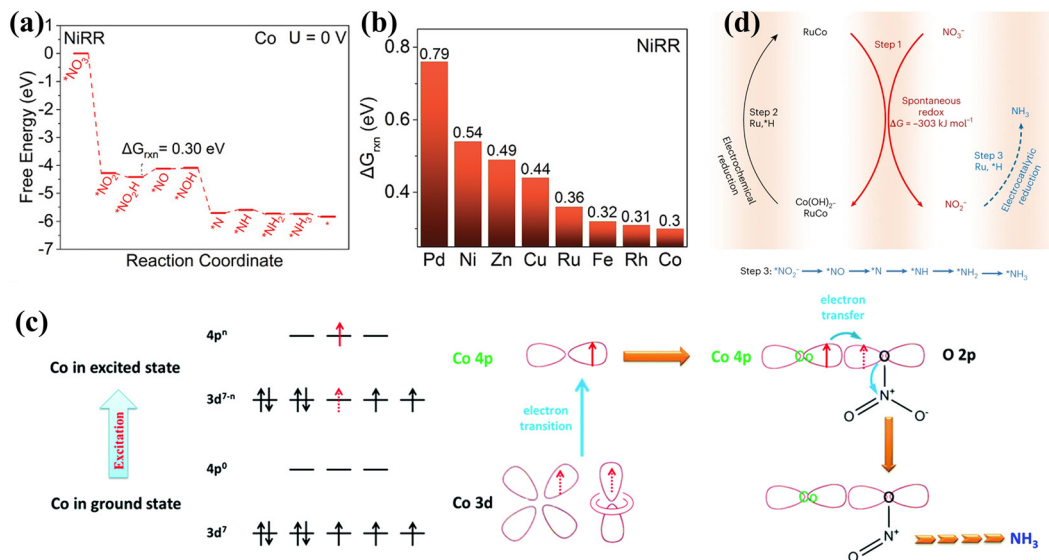 (a)
NiRR
Co U = 0 V
Free Energy (eV)
0
-1
-2
-3
-4
-5
-6
-7
*NO₃
*NO₂
*NO₂H
ΔG_rxn = 0.30 eV
*NO
*NOH
*N
*NH
*NH₂
*NH₃
*
Reaction Coordinate
(b)
NiRR
ΔG_rxn (eV)
0.8
0.6
0.4
0.79
0.54
0.49
0.44
0.36
0.32
0.31
0.3
Pd Ni Zn Cu Ru Fe Rh Co
(d)
RuCo
Step 1
NO₃⁻
Step 2
Ru,*H
Electrochemical
reduction
Spontaneous
redox
ΔG = –303 kJ mol⁻¹
NH₃
Step 3
Ru, *H
Electrocatalytic
reduction
Co(OH)₂-
RuCo
NO₂⁻
Step 3: *NO₂⁻ → *NO → *N → *NH → *NH₂ → *NH₃
(c)
4pⁿ
Co in excited state
3d⁷⁻ⁿ
Excitation
4p⁰
Co in ground state
3d⁷
Co 4p
electron
transition
Co 3d
electron
transfer
Co 4p
Co
O
O 2p
N⁺
O
O⁻
Co
O
N⁺
O
NH₃